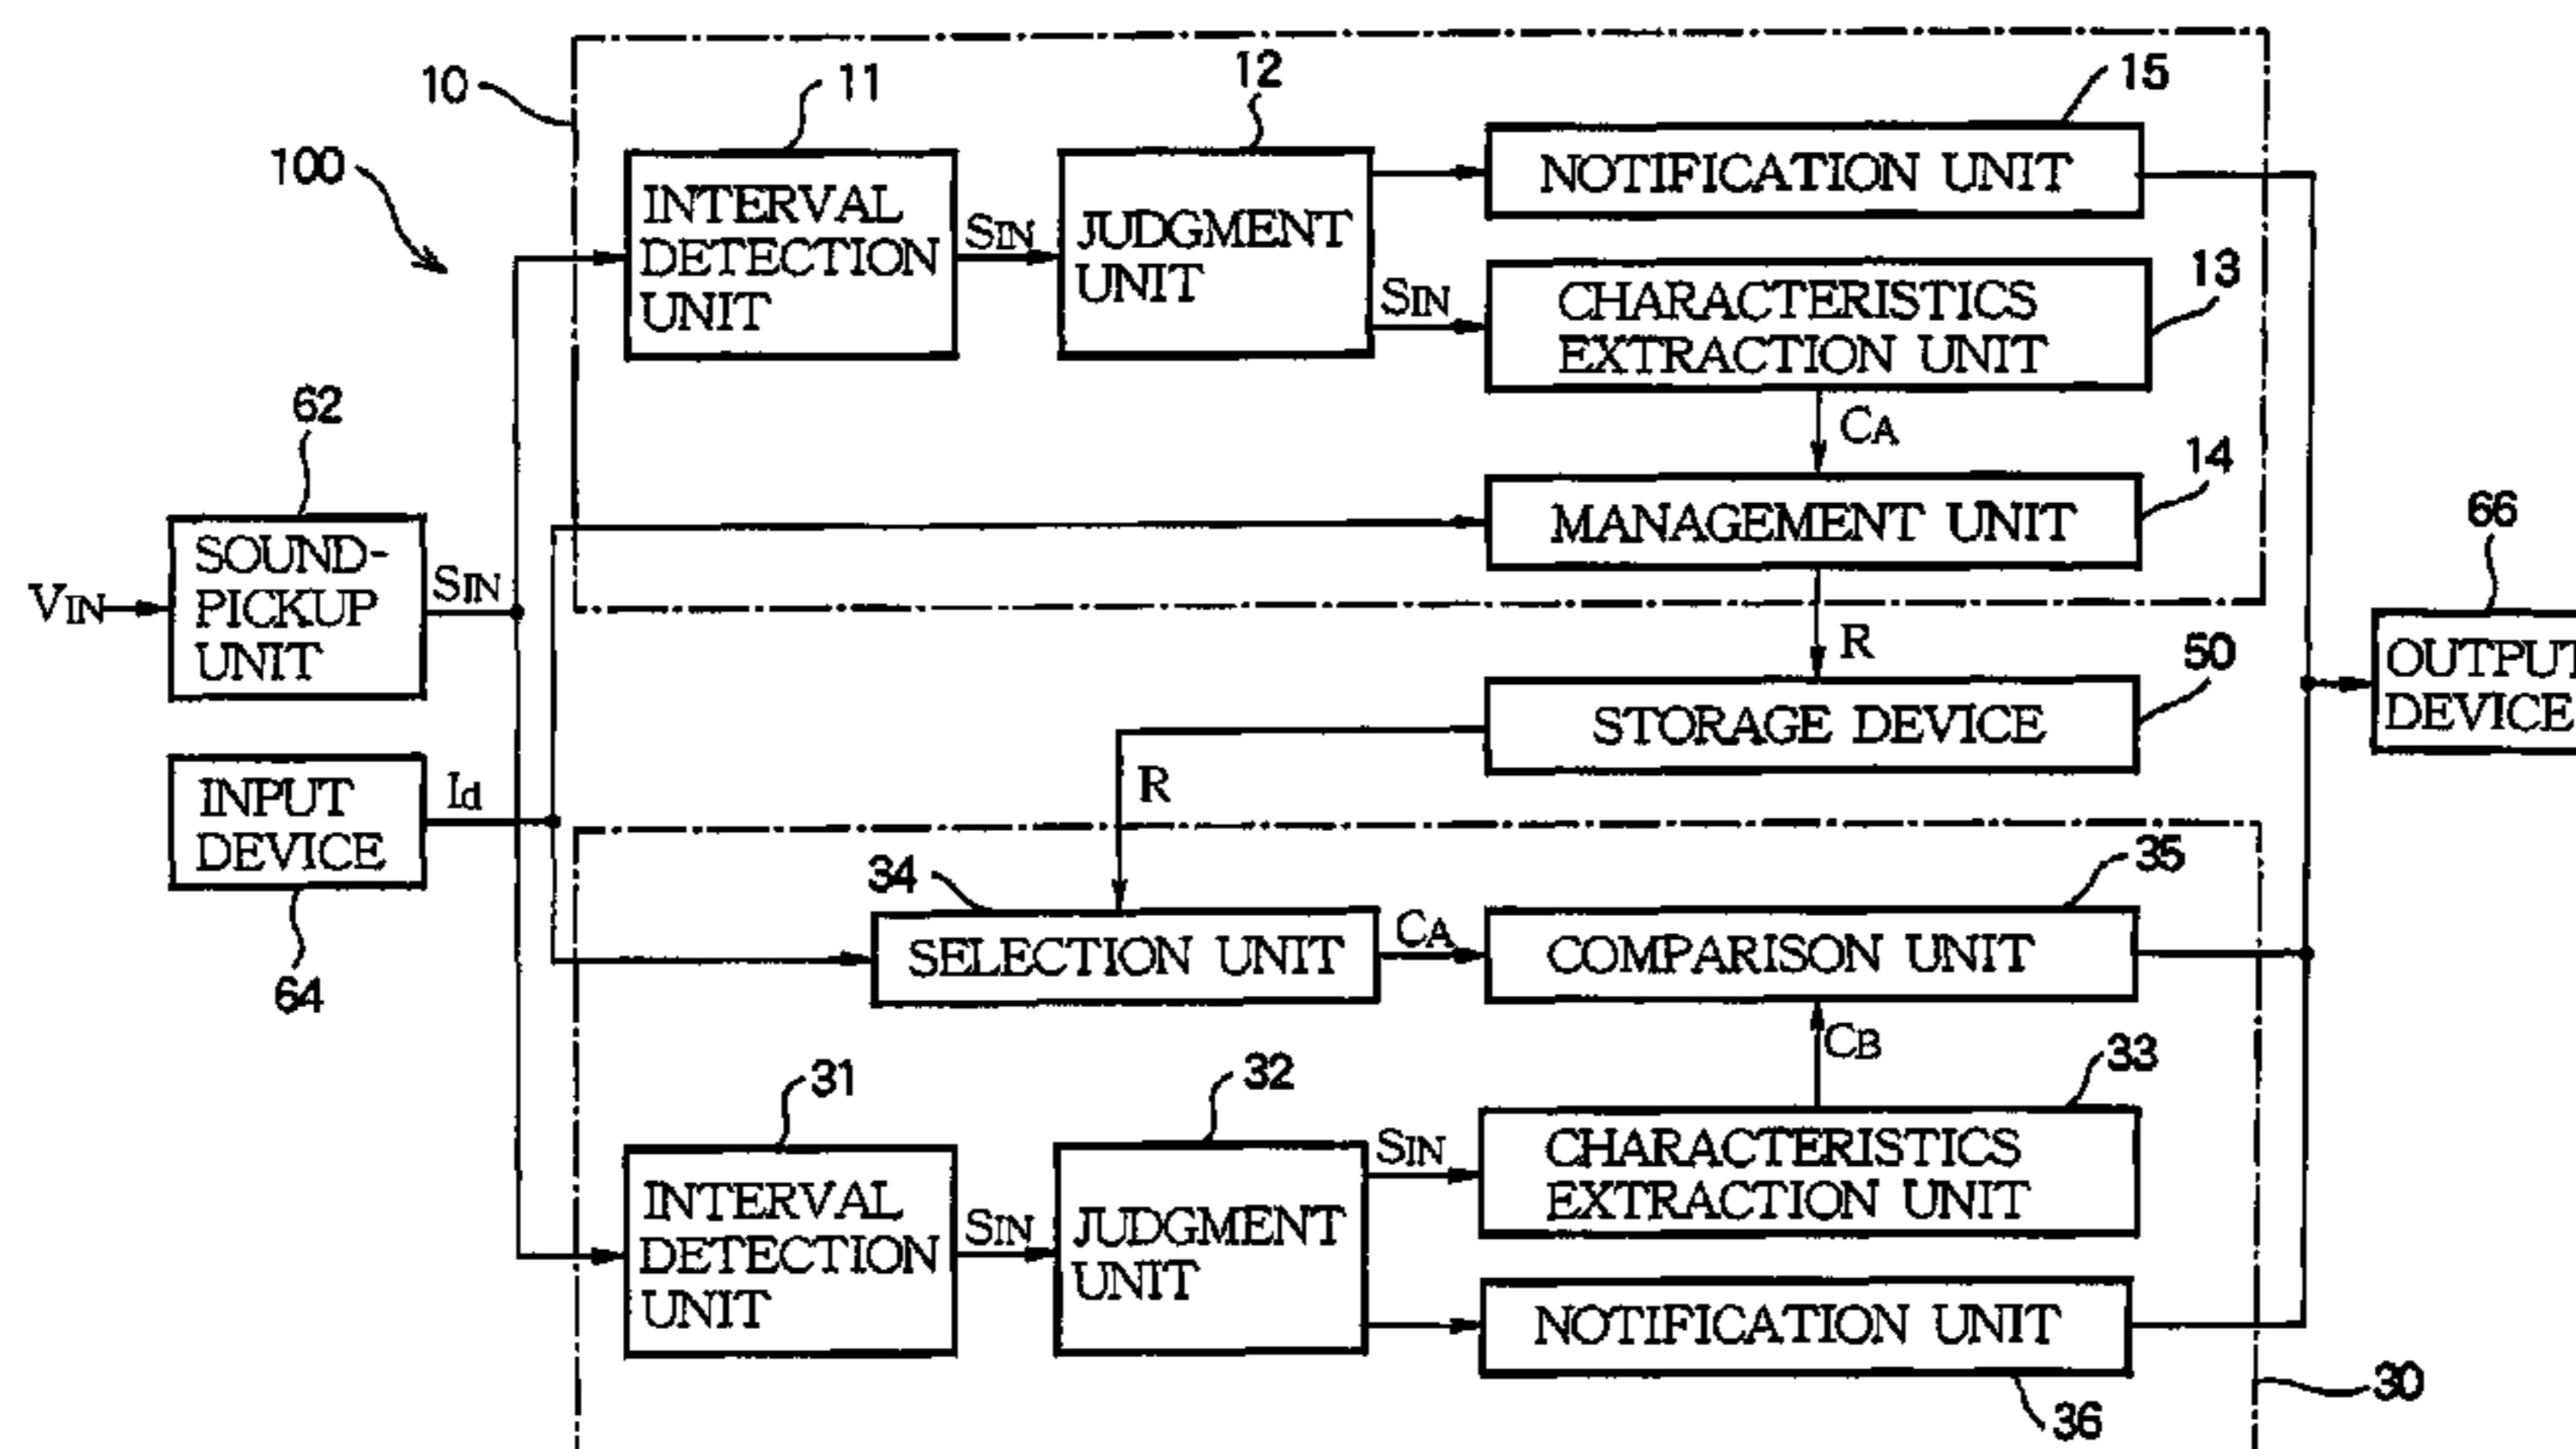 10
11
12
15
100
INTERVAL
DETECTION
UNIT
SIN
JUDGMENT
UNIT
NOTIFICATION UNIT
SIN
CHARACTERISTICS
EXTRACTION UNIT
13
CA
62
14
MANAGEMENT UNIT
66
VIN
SOUND-
PICKUP
UNIT
SIN
R
50
STORAGE DEVICE
OUTPUT
DEVICE
INPUT
DEVICE
Id
R
64
34
35
SELECTION UNIT
CA
COMPARISON UNIT
CB
31
32
33
INTERVAL
DETECTION
UNIT
SIN
JUDGMENT
UNIT
SIN
CHARACTERISTICS
EXTRACTION UNIT
NOTIFICATION UNIT
30
36